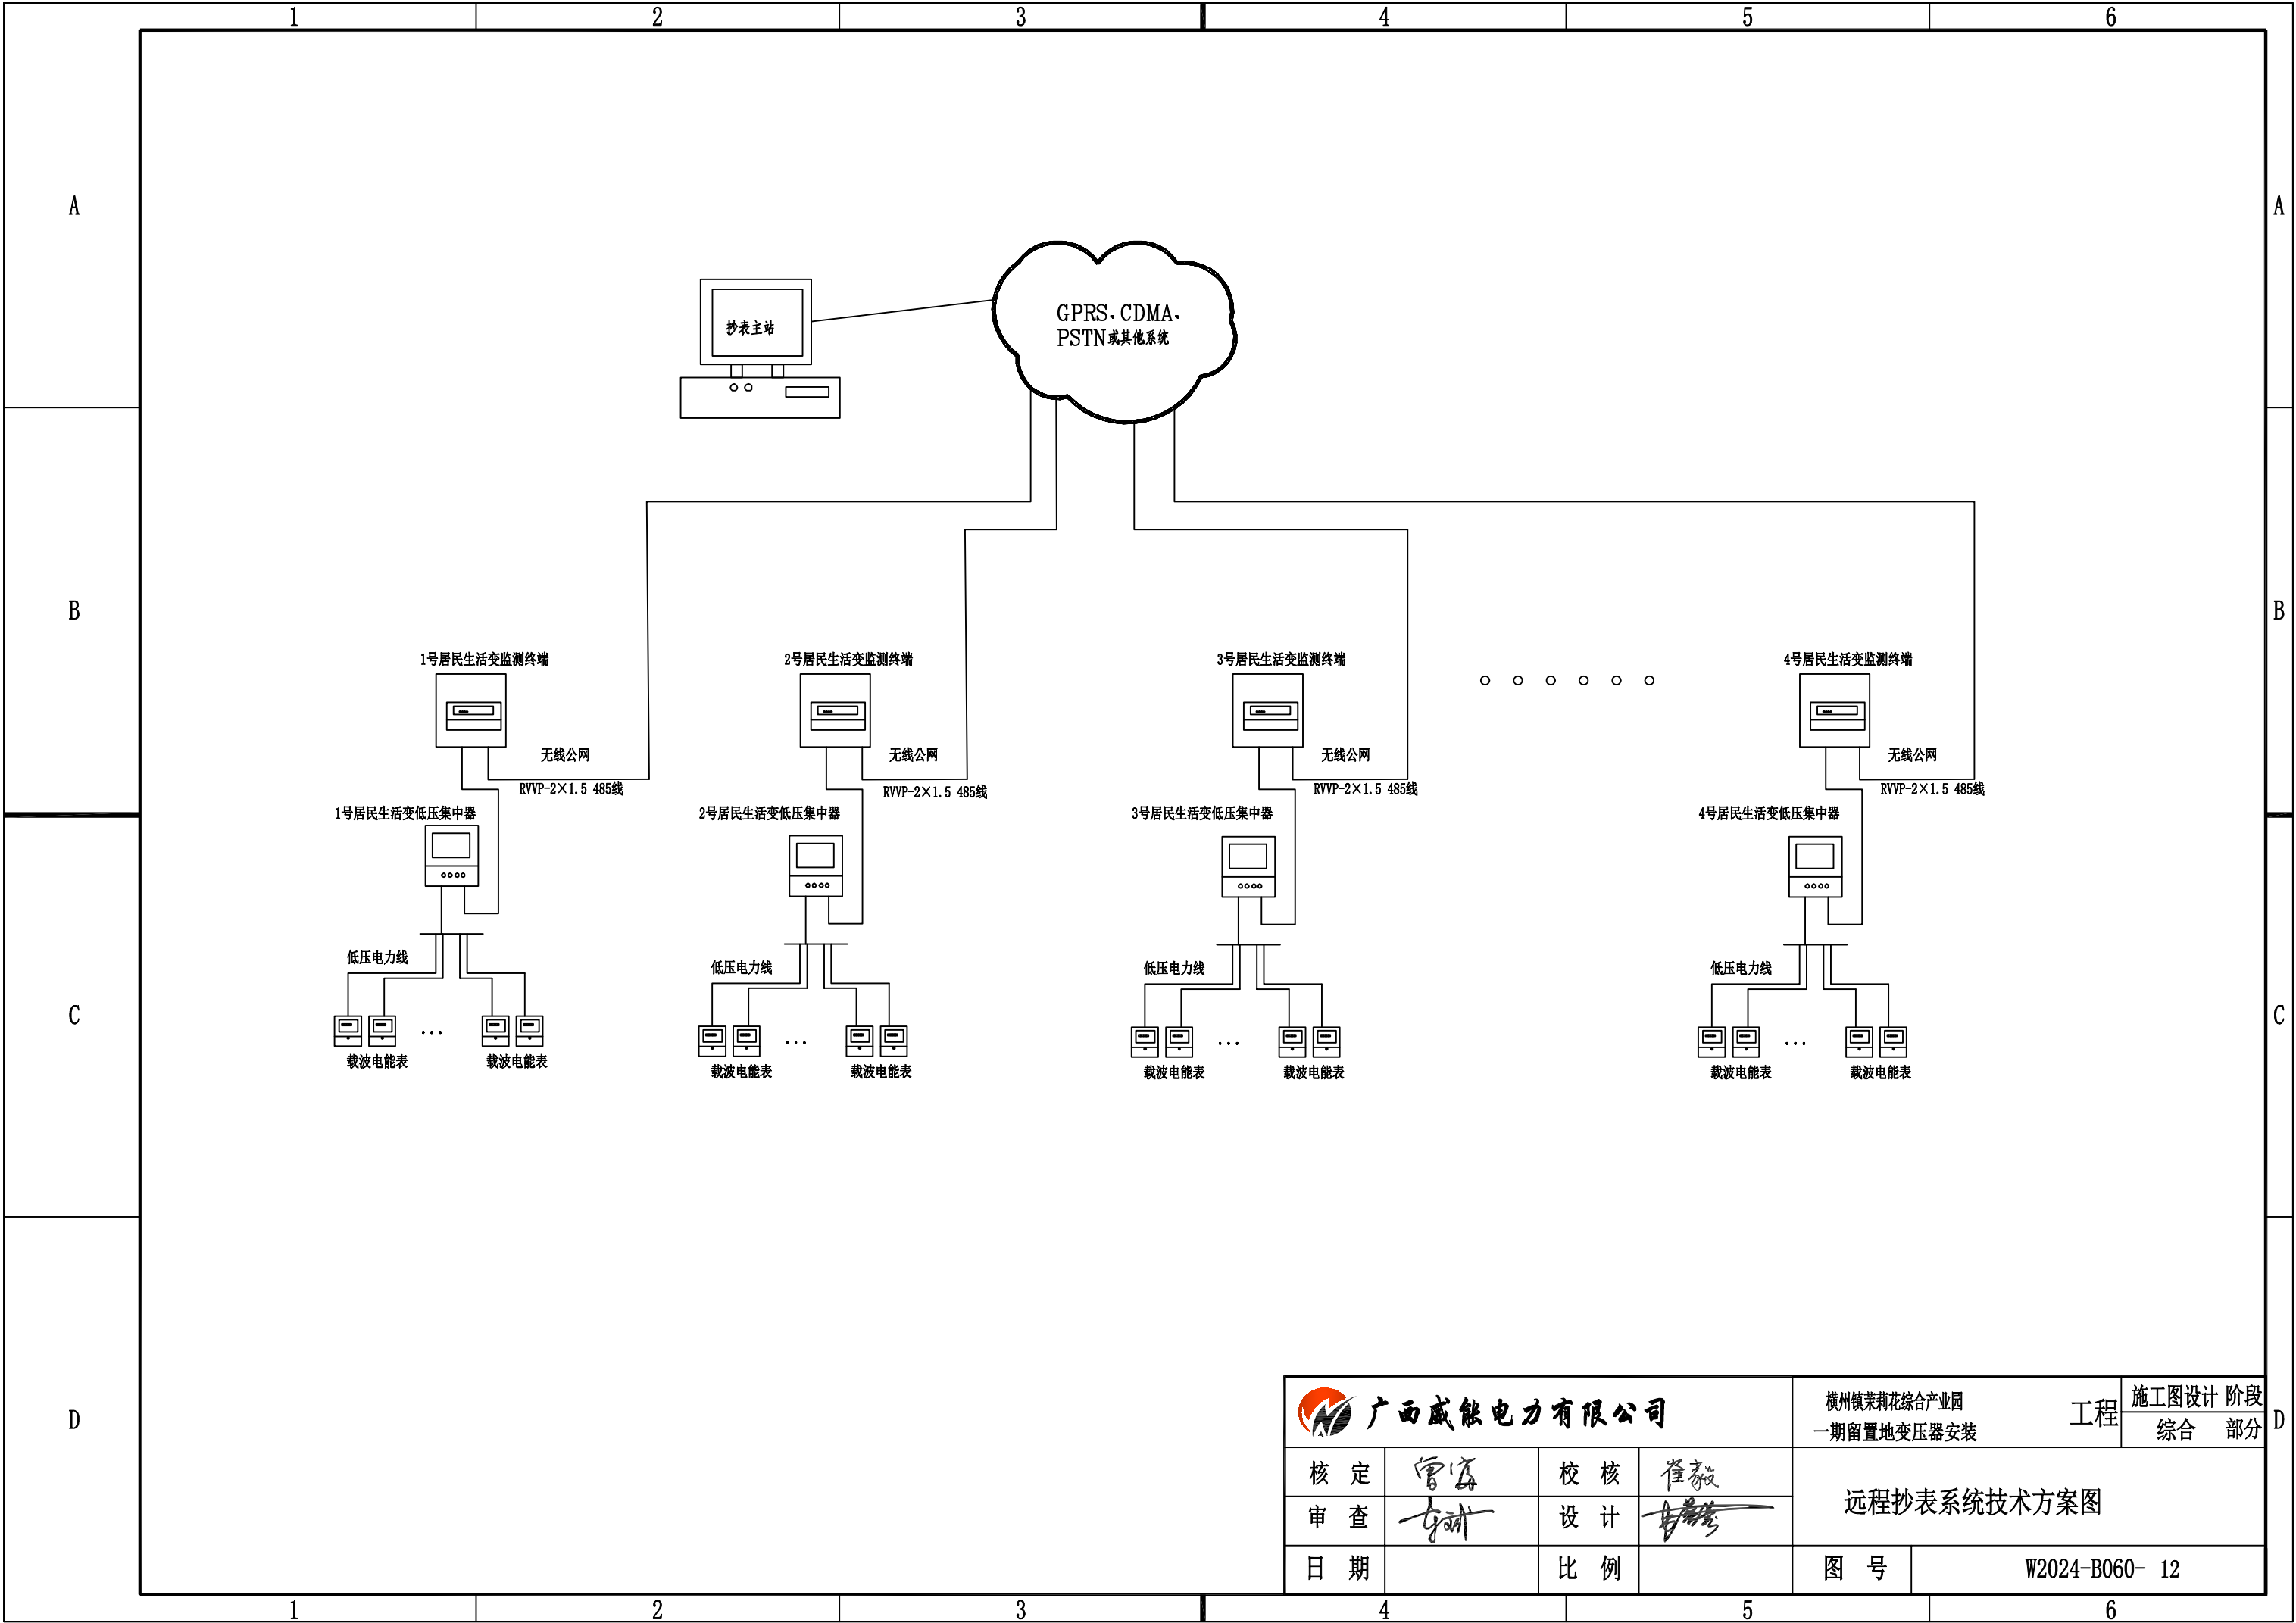 1 2 3 4 5 6
A A
抄表主站
GPRS、CDMA、
PSTN或其他系统
B B
1号居民生活变监测终端 2号居民生活变监测终端 3号居民生活变监测终端 4号居民生活变监测终端
无线公网 无线公网 无线公网 无线公网
RVVP-2×1.5 485线 RVVP-2×1.5 485线 RVVP-2×1.5 485线 RVVP-2×1.5 485线
1号居民生活变低压集中器 2号居民生活变低压集中器 3号居民生活变低压集中器 4号居民生活变低压集中器
低压电力线 低压电力线 低压电力线 低压电力线
C C
... ... ... ...
载波电能表 载波电能表 载波电能表 载波电能表 载波电能表 载波电能表 载波电能表 载波电能表
D D
广西威能电力有限公司
横州镇茉莉花综合产业园
一期留置地变压器安装
工程
施工图设计 阶段
综合 部分
核 定 校 核 崔毅
审 查 设 计
远程抄表系统技术方案图
日 期 比 例 图 号 W2024-B060- 12
1 2 3 4 5 6